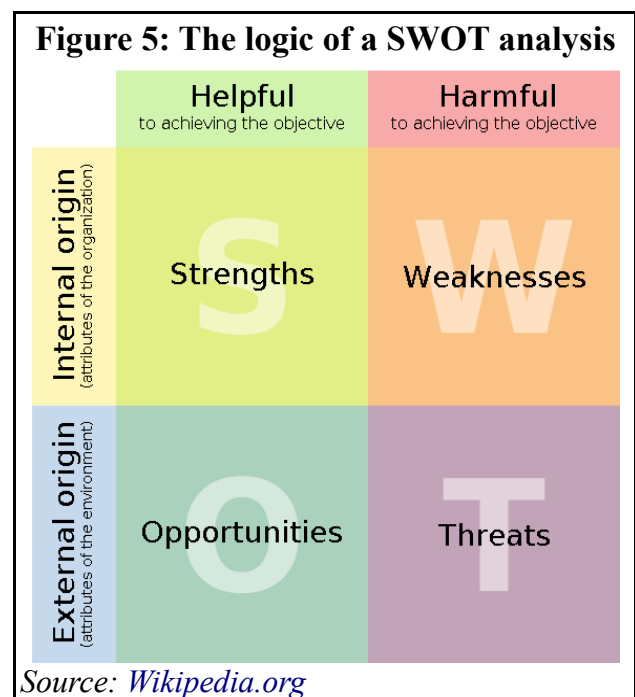 Figure 5: The logic of a SWOT analysis
Helpful
to achieving the objective
Harmful
to achieving the objective
Internal origin
(attributes of the organization)
S
Strengths
W
Weaknesses
External origin
(attributes of the environment)
O
Opportunities
T
Threats
Source: Wikipedia.org